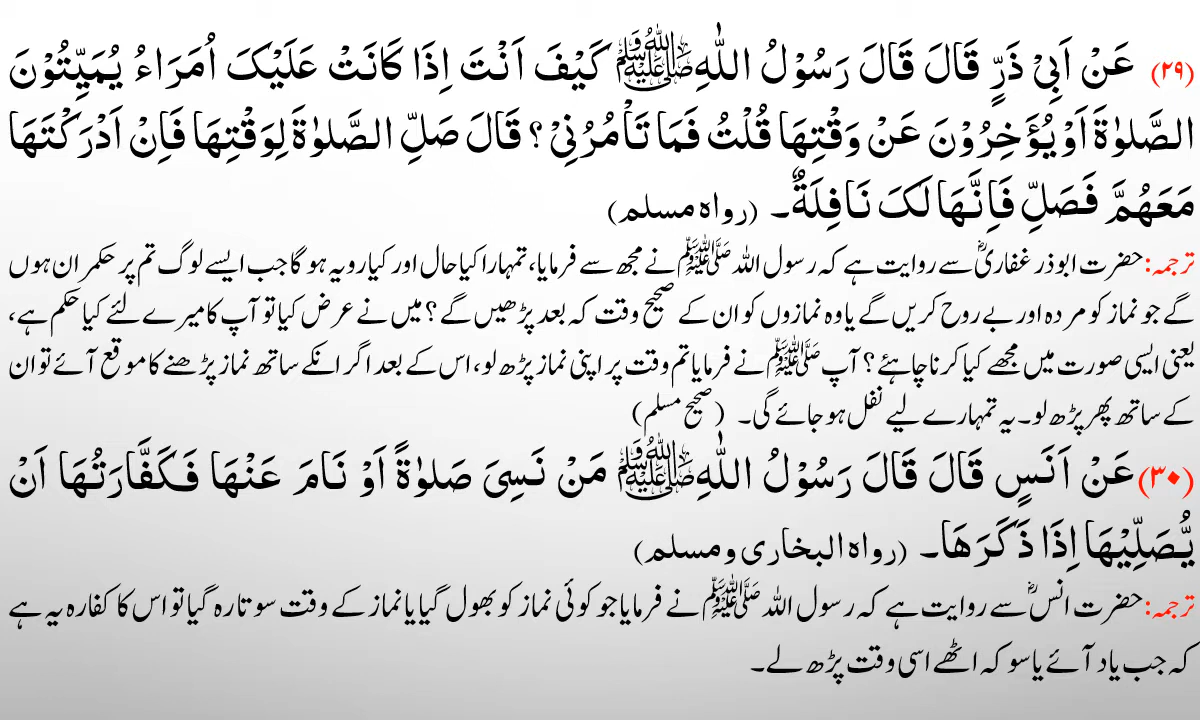 (۲۹) عَنْ اَبِیْ ذَرٍّ قَالَ قَالَ رَسُوْلُ اللّٰهِ ﷺ کَیْفَ اَنْتَ اِذَا کَانَتْ عَلَیْکَ اُمَرَاءُ یُمَیِّتُوْنَ
الصَّلٰوۃَ اَوْ یُؤَخِرُوْنَ عَنْ وَقْتِهَا قُلْتُ فَمَا تَأْمُرُنِیْ؟ قَالَ صَلِّ الصَّلٰوۃَ لِوَقْتِهَا فَاِنْ اَدْرَکْتَهَا
مَعَهُمَّ فَصَلِّ فَاِنَّهَا لَکَ نَافِلَةٌ۔ (رواہ مسلم)
ترجمہ: حضرت ابوذر غفاریؓ سے روایت ہے کہ رسول اللہ ﷺ نے مجھ سے فرمایا، تمہارا کیا حال اور کیا رویہ ہو گا جب ایسے لوگ تم پر حکمران ہوں
گے جو نماز کو مردہ اور بے روح کریں گے یا وہ نمازوں کو ان کے صحیح وقت کہ بعد پڑھیں گے؟ میں نے عرض کیا تو آپ کا میرے لئے کیا حکم ہے،
یعنی ایسی صورت میں مجھے کیا کرنا چاہئے؟ آپ ﷺ نے فرمایا تم وقت پر اپنی نماز پڑھ لو، اس کے بعد اگر انکے ساتھ نماز پڑھنے کا موقع آئے تو ان
کے ساتھ پھر پڑھ لو۔ یہ تمہارے لیے نفل ہو جائے گی۔ (صحیح مسلم)
(۳۰) عَنْ اَنَسٍ قَالَ قَالَ رَسُوْلُ اللّٰهِ ﷺ مَنْ نَسِیَ صَلٰوۃً اَوْ نَامَ عَنْهَا فَکَفَّارَتُهَا اَنْ
یُّصَلِّیْهَا اِذَا ذَکَرَهَا۔ (رواہ البخاری ومسلم)
ترجمہ: حضرت انسؓ سے روایت ہے کہ رسول اللہ ﷺ نے فرمایا جو کوئی نماز کو بھول گیا یا نماز کے وقت سوتا رہ گیا تو اس کا کفارہ یہ ہے
کہ جب یاد آئے یا سو کہ اٹھے اسی وقت پڑھ لے۔